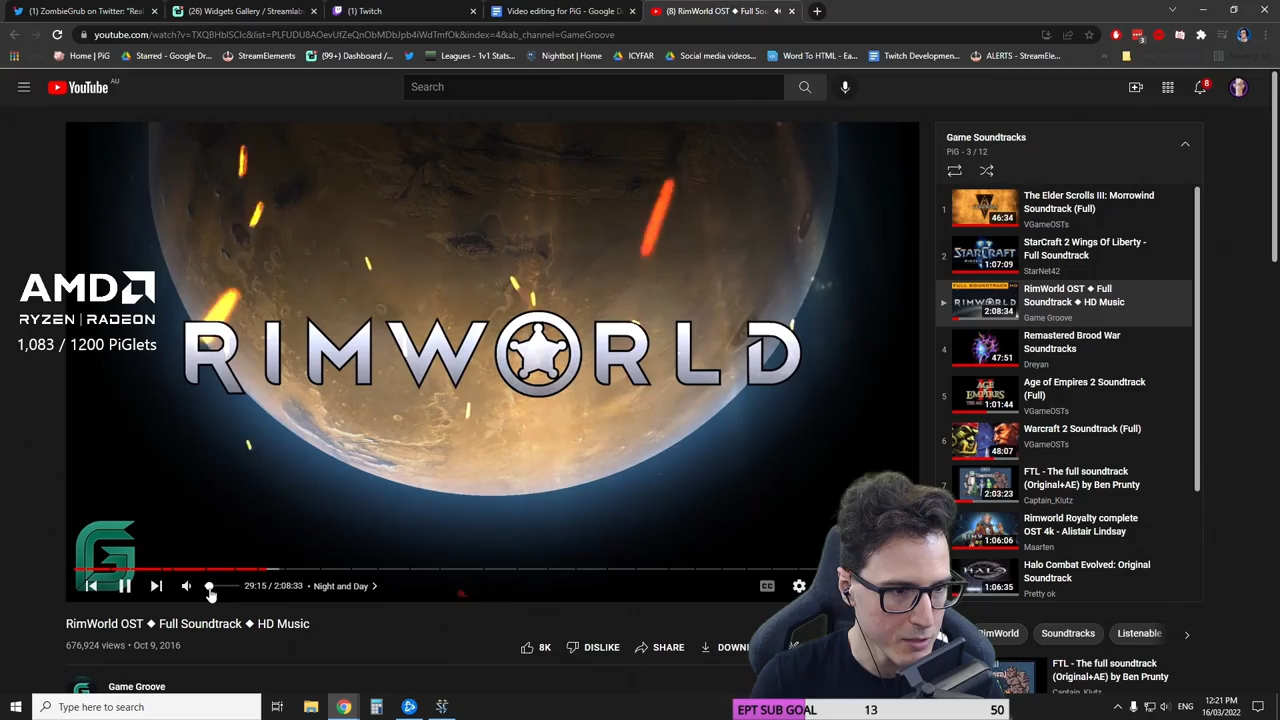 (1) ZombieGrub on Twitter: "Rea
(26) Widgets Gallery | Streamlab
(1) Twitch
Video editing for PiG - Google D
(8) RimWorld OST ◆ Full Sou
youtube.com/watch?v=TXQBHblSClc&list=PLFUDU8AOevUfZeQnObMDbJpb4iWdTmfOk&index=4&ab_channel=GameGroove
Home | PiG
Starred - Google Dr...
StreamElements
(99+) Dashboard / ...
Leagues - 1v1 Stats...
Nightbot | Home
ICYFAR
Social media videos...
Word To HTML - Ea...
Twitch Developmen...
ALERTS - StreamEle...
YouTube AU
Search
8
RIMWORLD
AMD
RYZEN | RADEON
1,083 / 1200 PiGlets
29:15 / 2:08:33 • Night and Day
CC
RimWorld OST ◆ Full Soundtrack ◆ HD Music
676,924 views • Oct 9, 2016
8K
DISLIKE
SHARE
DOWN
Game Groove
Game Soundtracks
PiG - 3 / 12
1
46:34
The Elder Scrolls III: Morrowind
Soundtrack (Full)
VGameOSTs
2
STARCRAFT
1:07:09
StarCraft 2 Wings Of Liberty -
Full Soundtrack
StarNet42
FULL SOUNDTRACK HD
RIMWORLD
2:08:34
RimWorld OST ◆ Full
Soundtrack ◆ HD Music
Game Groove
4
47:51
Remastered Brood War
Soundtracks
Dreyan
5
1:01:44
Age of Empires 2 Soundtrack
(Full)
VGameOSTs
6
48:07
Warcraft 2 Soundtrack (Full)
VGameOSTs
7
2:03:23
FTL - The full soundtrack
(Original+AE) by Ben Prunty
Captain_Klutz
1:06:06
Rimworld Royalty complete
OST 4k - Alistair Lindsay
Maarten
HALO
1:06:35
Halo Combat Evolved: Original
Soundtrack
Pretty ok
RimWorld
Soundtracks
Listenable
FTL - The full soundtrack
(Original+AE) by Ben Prunty
Captain_Klutz
EPT SUB GOAL
13
50
Type here to search
ENG
12:21 PM
16/03/2022